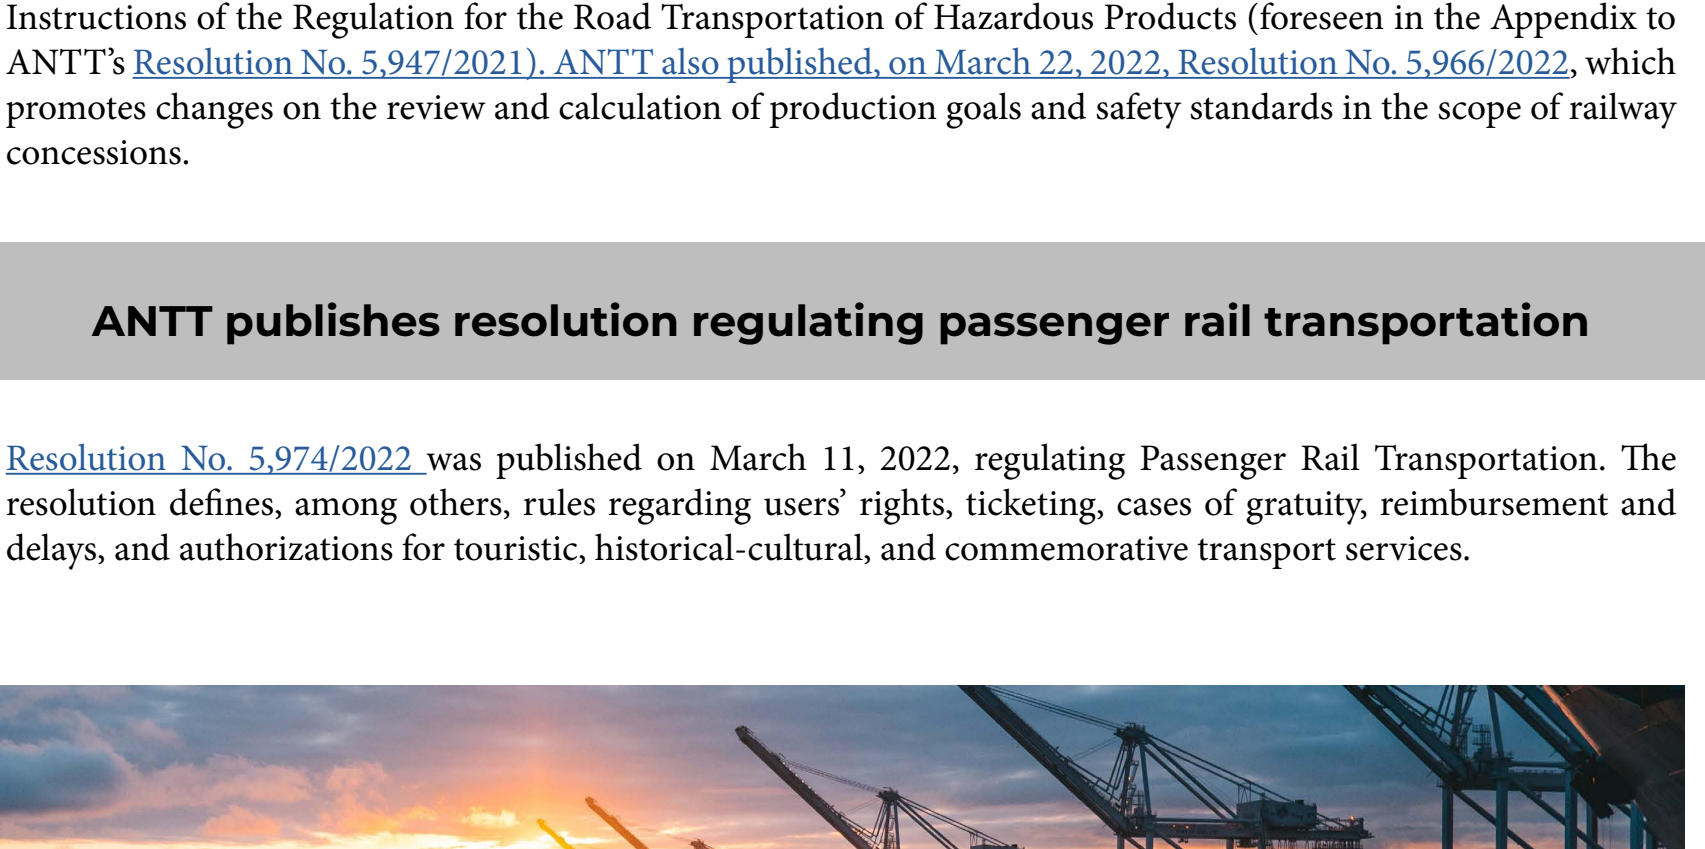 Instructions of the Regulation for the Road Transportation of Hazardous Products (foreseen in the Appendix to
ANTT’s Resolution No. 5,947/2021). ANTT also published, on March 22, 2022, Resolution No. 5,966/2022, which
promotes changes on the review and calculation of production goals and safety standards in the scope of railway
concessions.
ANTT publishes resolution regulating passenger rail transportation
Resolution No. 5,974/2022 was published on March 11, 2022, regulating Passenger Rail Transportation. The
resolution defines, among others, rules regarding users’ rights, ticketing, cases of gratuity, reimbursement and
delays, and authorizations for touristic, historical-cultural, and commemorative transport services.